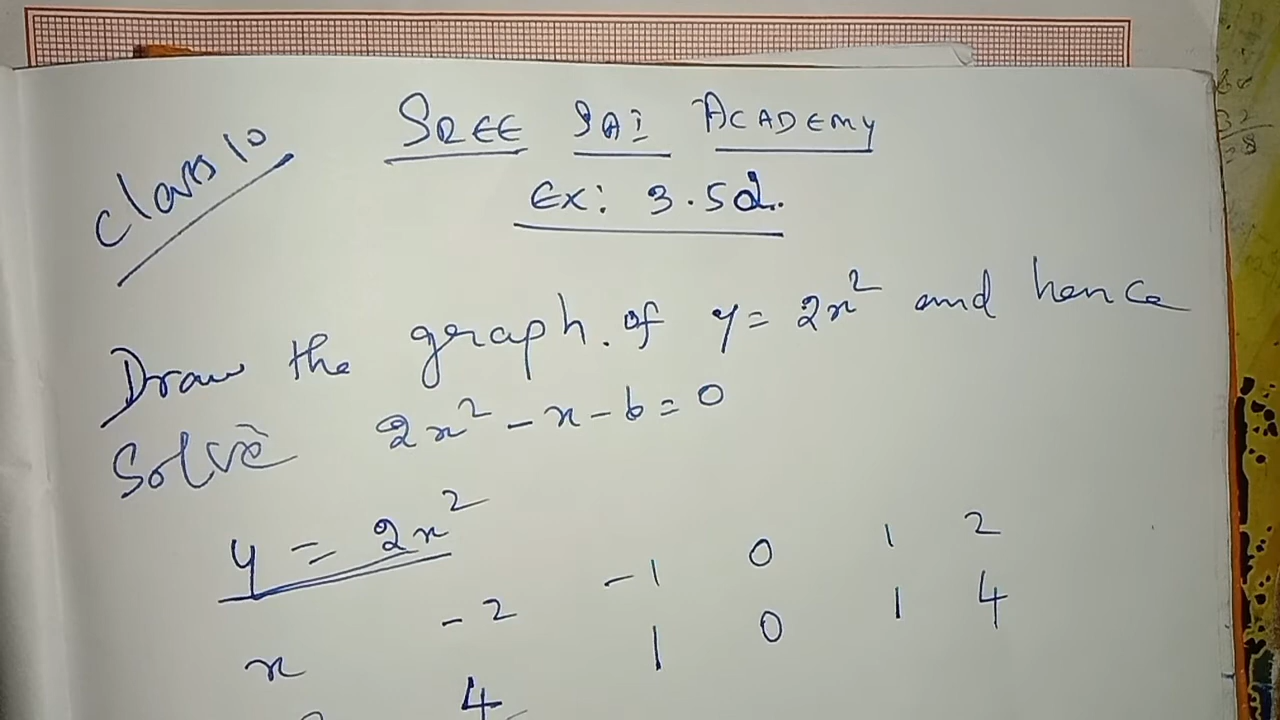 SREE SAI ACADEMY
Class 10
Ex: 3.52.
Draw the graph. of y = 2x² and hence
Solve 2x² - x - 6 = 0
y = 2x²
x -2 -1 0 1 2
4 1 0 1 4